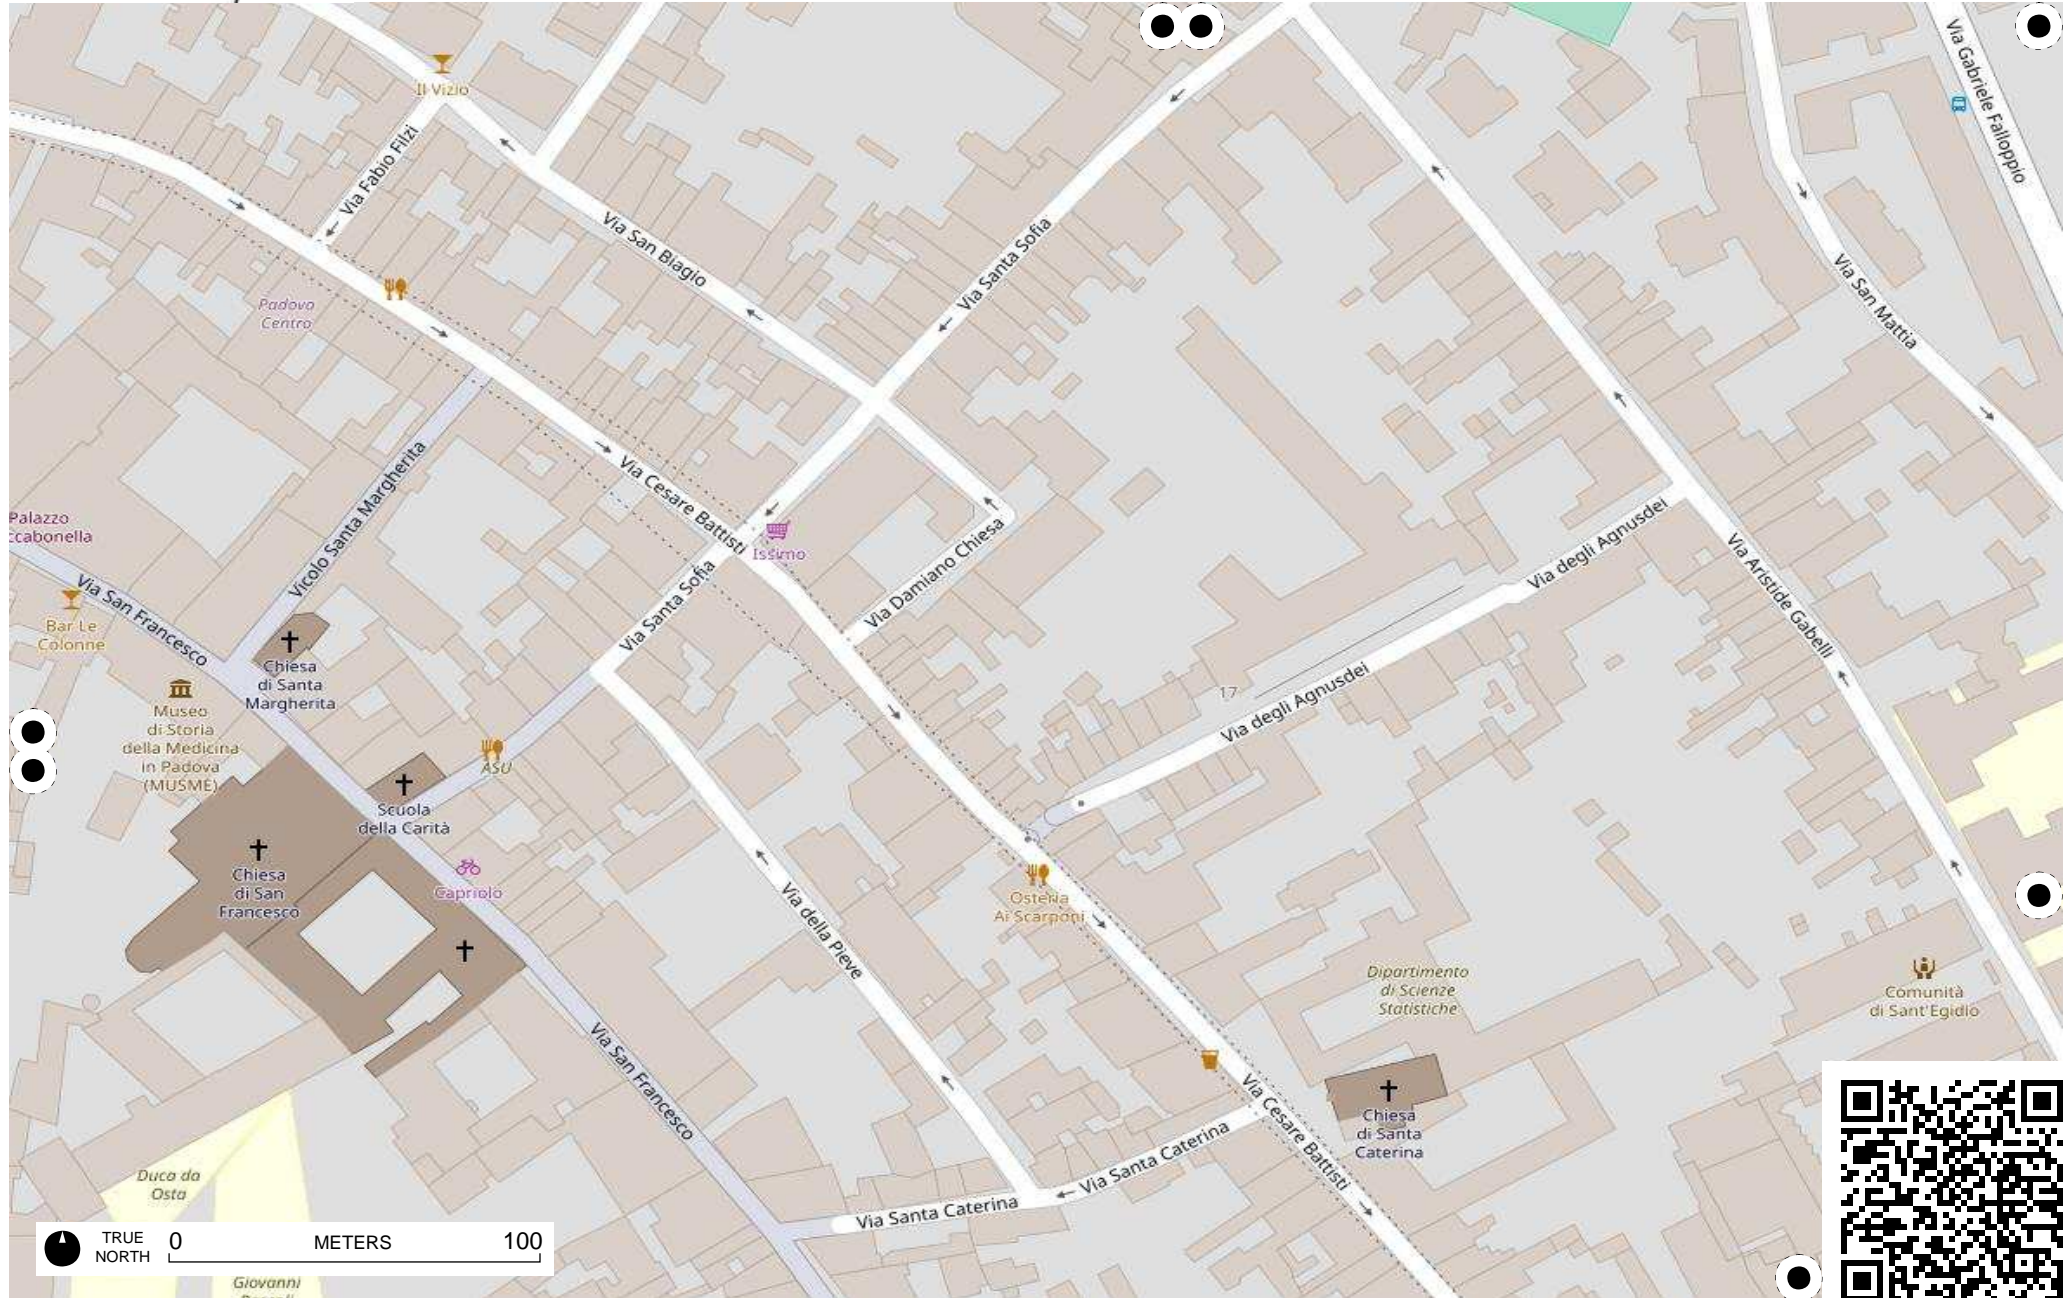 Il Vizio
Via Gabriele Falloppio
Via Fabio Filzi
Via San Biagio
Via Santa Sofia
Via San Mattia
Padova
Centro
Vicolo Santa Margherita
Via Cesare Battisti
Issimo
Via Damiano Chiesa
Via degli Agnusdei
Via Aristide Gabelli
Palazzo
ccabonella
Via San Francesco
Bar Le
Colonne
Via Santa Sofia
Chiesa
di Santa
Margherita
Museo
di Storia
della Medicina
in Padova
(MUSME)
17
Via degli Agnusdei
ASU
Scuola
della Carità
Chiesa
di San
Francesco
Capriolo
Via della Pieve
Osteria
Ai Scarponi
Dipartimento
di Scienze
Statistiche
Comunità
di Sant'Egidio
Via San Francesco
Via Cesare Battisti
Chiesa
di Santa
Caterina
Via Santa Caterina
Via Santa Caterina
Duca da
Osta
TRUE
NORTH
0 METERS 100
Giovanni